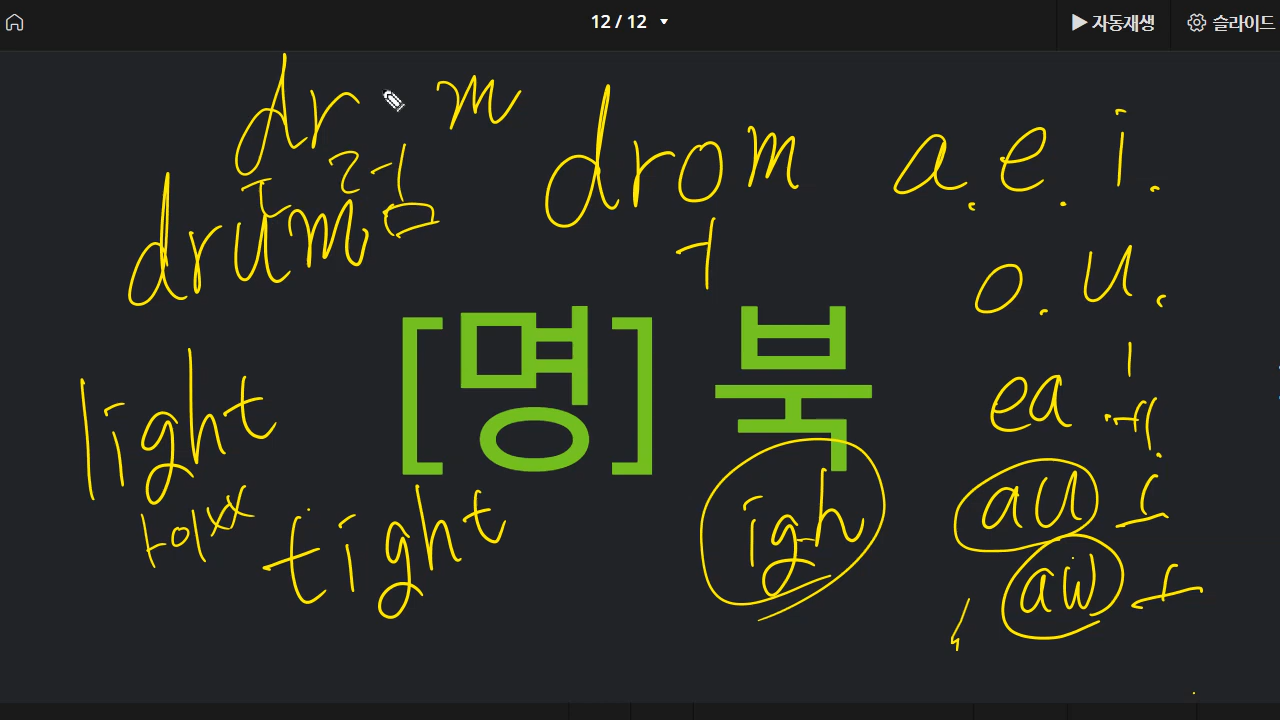 12 / 12
▶ 자동재생
슬라이드
dr m
drom
a. e. i.
drum
o. u.
ㅓ
[명] 북
ea
light
au ㅗ
igh
tight
aw ㅗ